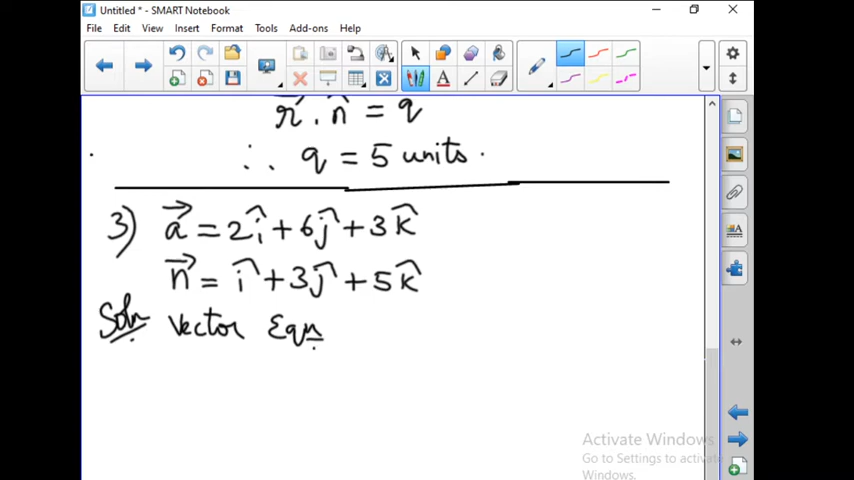 Untitled * - SMART Notebook
File Edit View Insert Format Tools Add-ons Help
r⃗ . n̂ = q
∴ q = 5 units .
3) a⃗ = 2î + 6ĵ + 3k̂
n⃗ = î + 3ĵ + 5k̂
Soln Vector Eqn
Activate Windows
Go to Settings to activate
Windows.